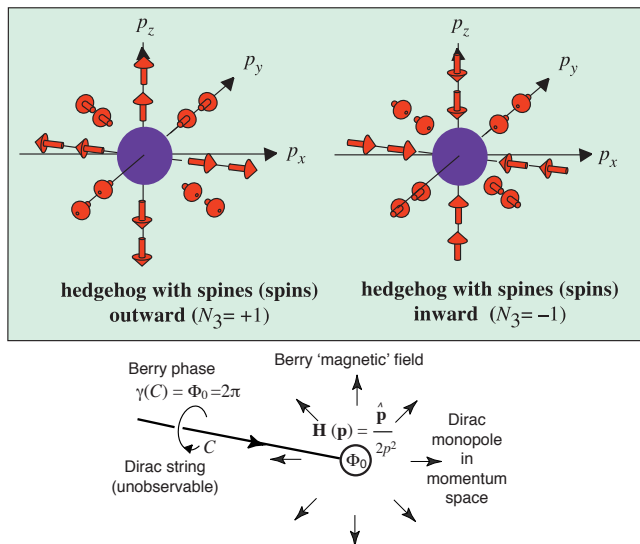 p_z
p_y
p_x
hedgehog with spines (spins)
outward (N_3= +1)
p_z
p_y
p_x
hedgehog with spines (spins)
inward (N_3= −1)
Berry phase
γ(C) = Φ_0=2π
C
Dirac string
(unobservable)
Berry ‘magnetic’ field
H (p) = p̂ / 2p²
Φ_0
Dirac
monopole
in
momentum
space